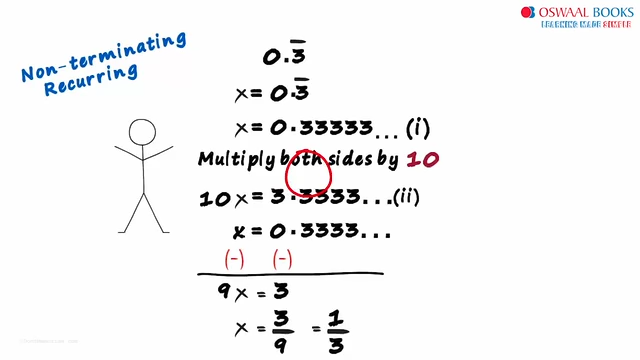 OSWAAL BOOKS
LEARNING MADE SIMPLE
Non-terminating
Recurring
0.3̅
x = 0.3̅
x = 0.33333... (i)
Multiply both sides by 10
10x = 3.3333...(ii)
x = 0.3333...
(-) (-)
9x = 3
x = 3/9 = 1/3